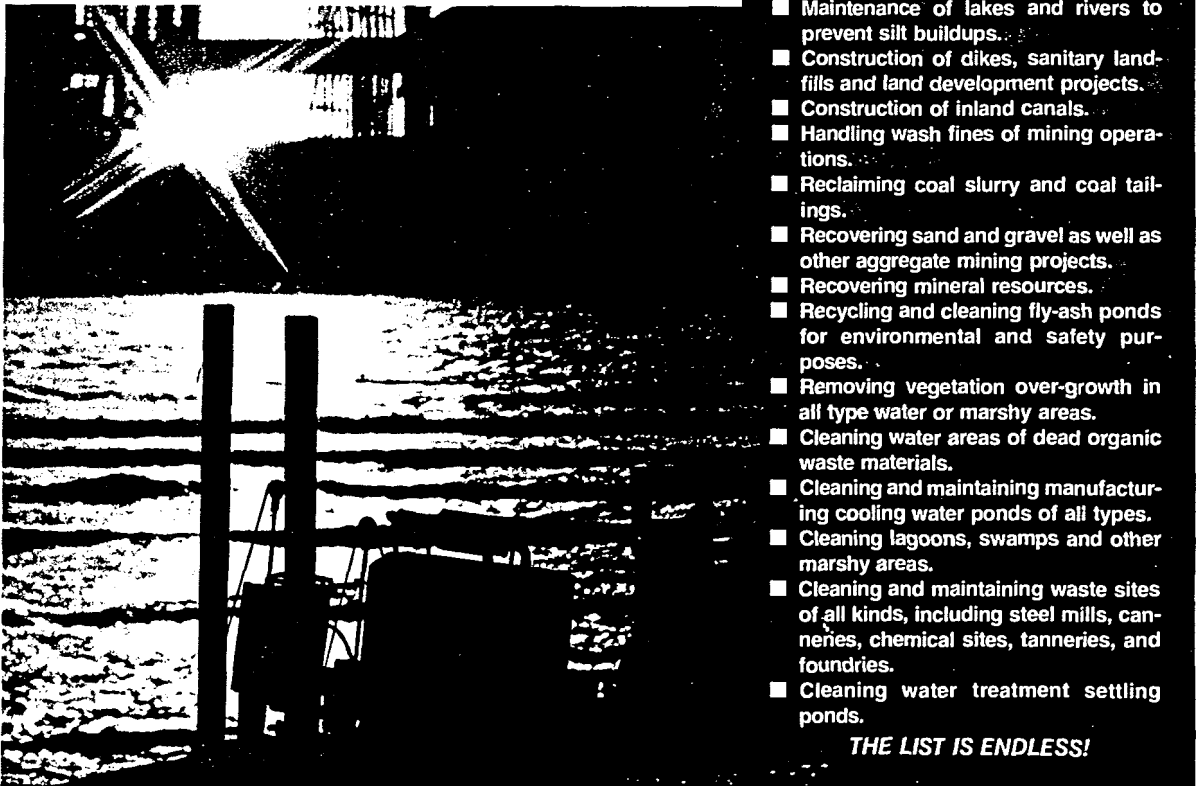 ■ Maintenance of lakes and rivers to
prevent silt buildups.
■ Construction of dikes, sanitary land-
fills and land development projects.
■ Construction of inland canals.
■ Handling wash fines of mining opera-
tions.
■ Reclaiming coal slurry and coal tail-
ings.
■ Recovering sand and gravel as well as
other aggregate mining projects.
■ Recovering mineral resources.
■ Recycling and cleaning fly-ash ponds
for environmental and safety pur-
poses.
■ Removing vegetation over-growth in
all type water or marshy areas.
■ Cleaning water areas of dead organic
waste materials.
■ Cleaning and maintaining manufactur-
ing cooling water ponds of all types.
■ Cleaning lagoons, swamps and other
marshy areas.
■ Cleaning and maintaining waste sites
of all kinds, including steel mills, can-
neries, chemical sites, tanneries, and
foundries.
■ Cleaning water treatment settling
ponds.
THE LIST IS ENDLESS!